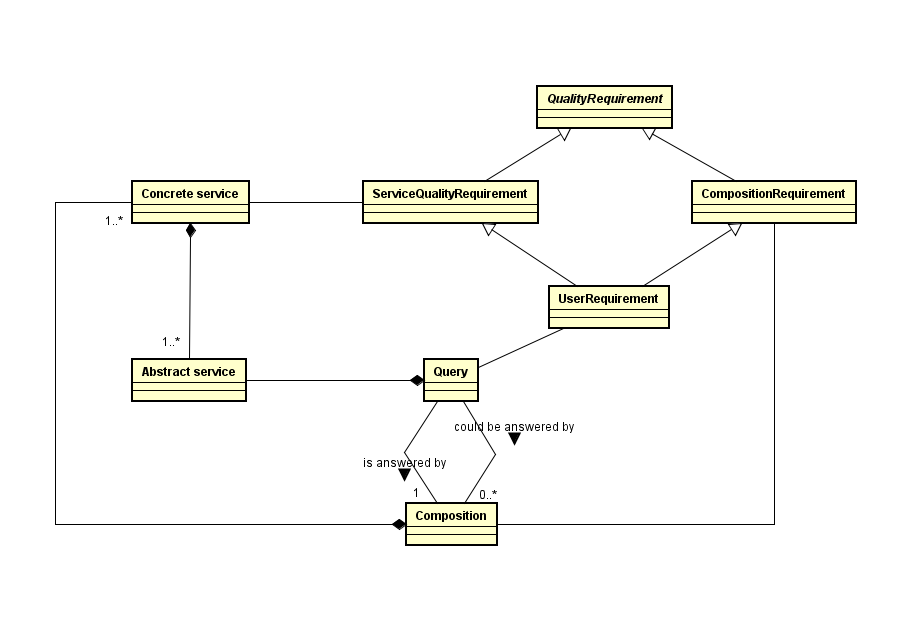 QualityRequirement
Concrete service
ServiceQualityRequirement
CompositionRequirement
1..*
UserRequirement
1..*
Abstract service
Query
could be answered by
is answered by
1
0..*
Composition